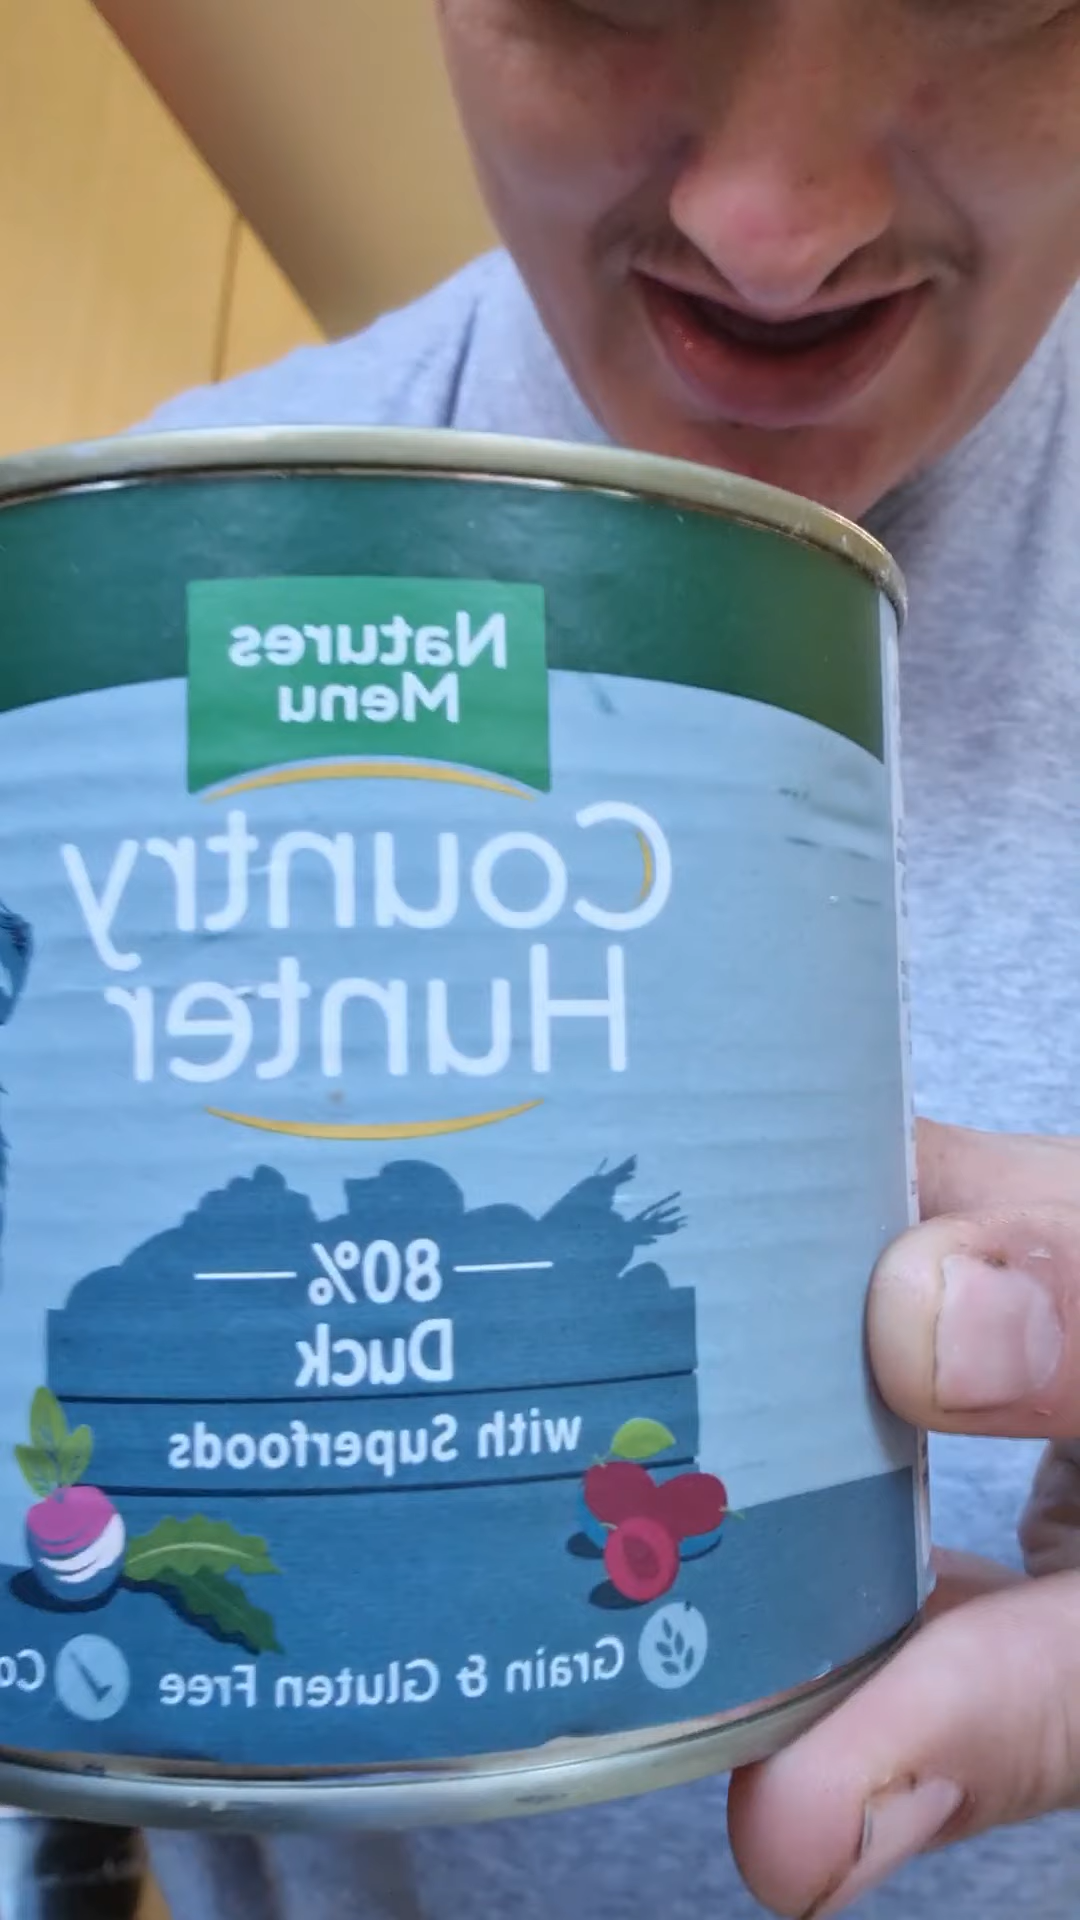 Natures
Menu
Country
Hunter
80%
Duck
with Superfoods
Grain & Gluten Free